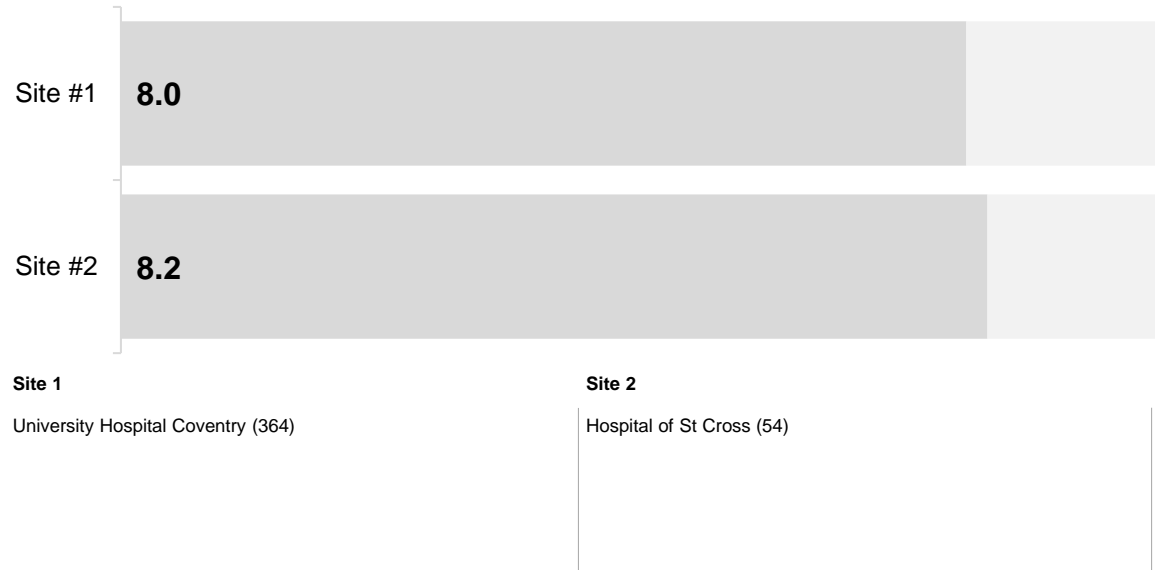 Site #1 8.0
Site #2 8.2
Site 1 Site 2
University Hospital Coventry (364) Hospital of St Cross (54)